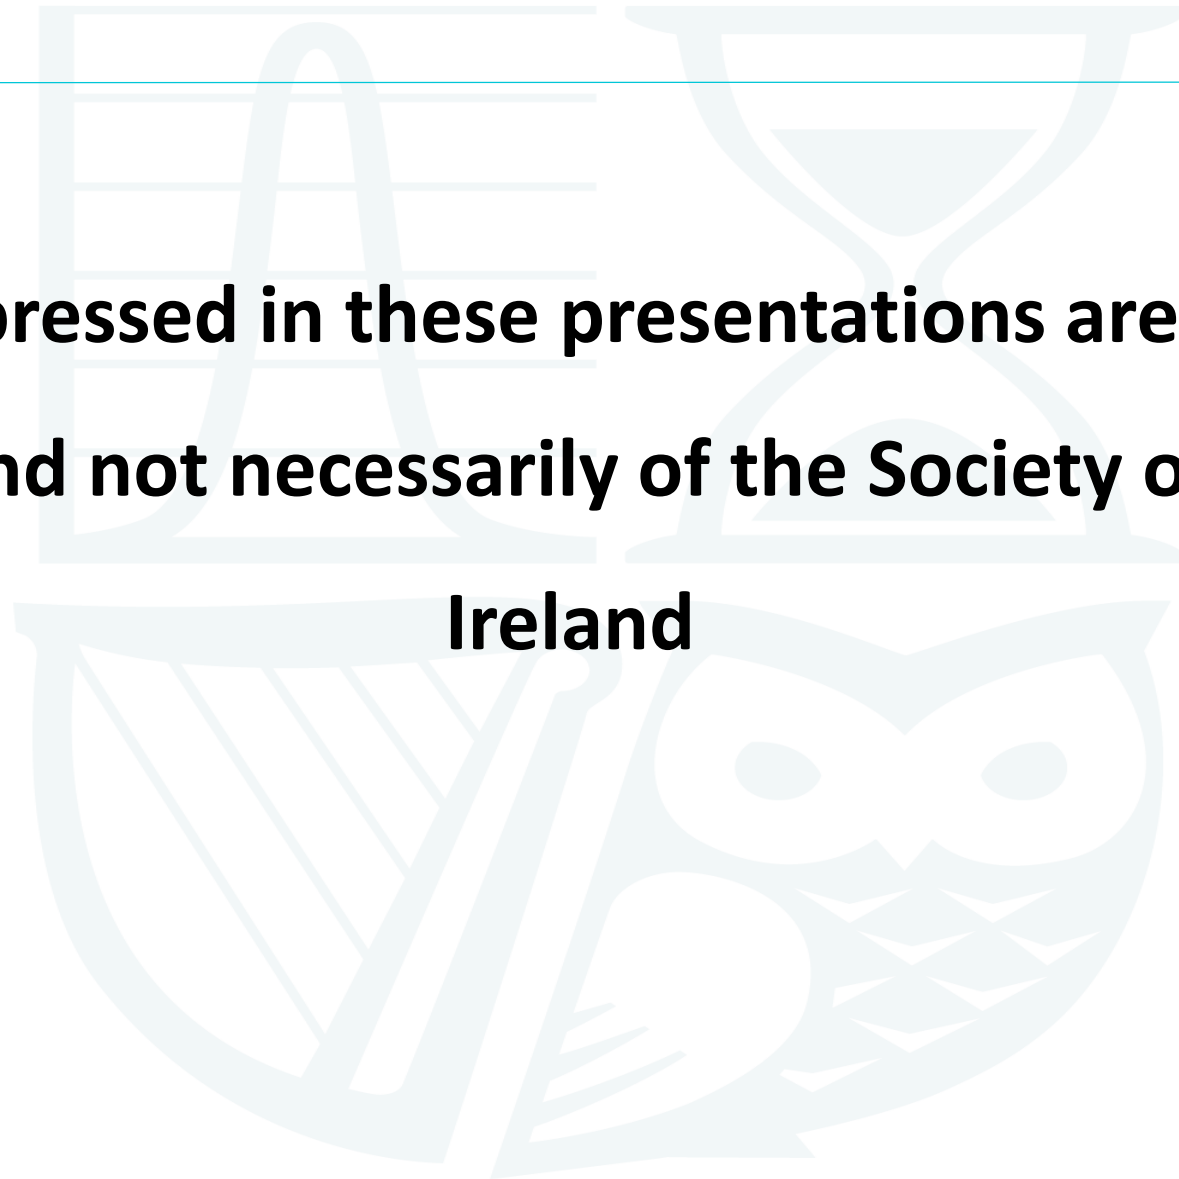 pressed in these presentations are
nd not necessarily of the Society o
Ireland